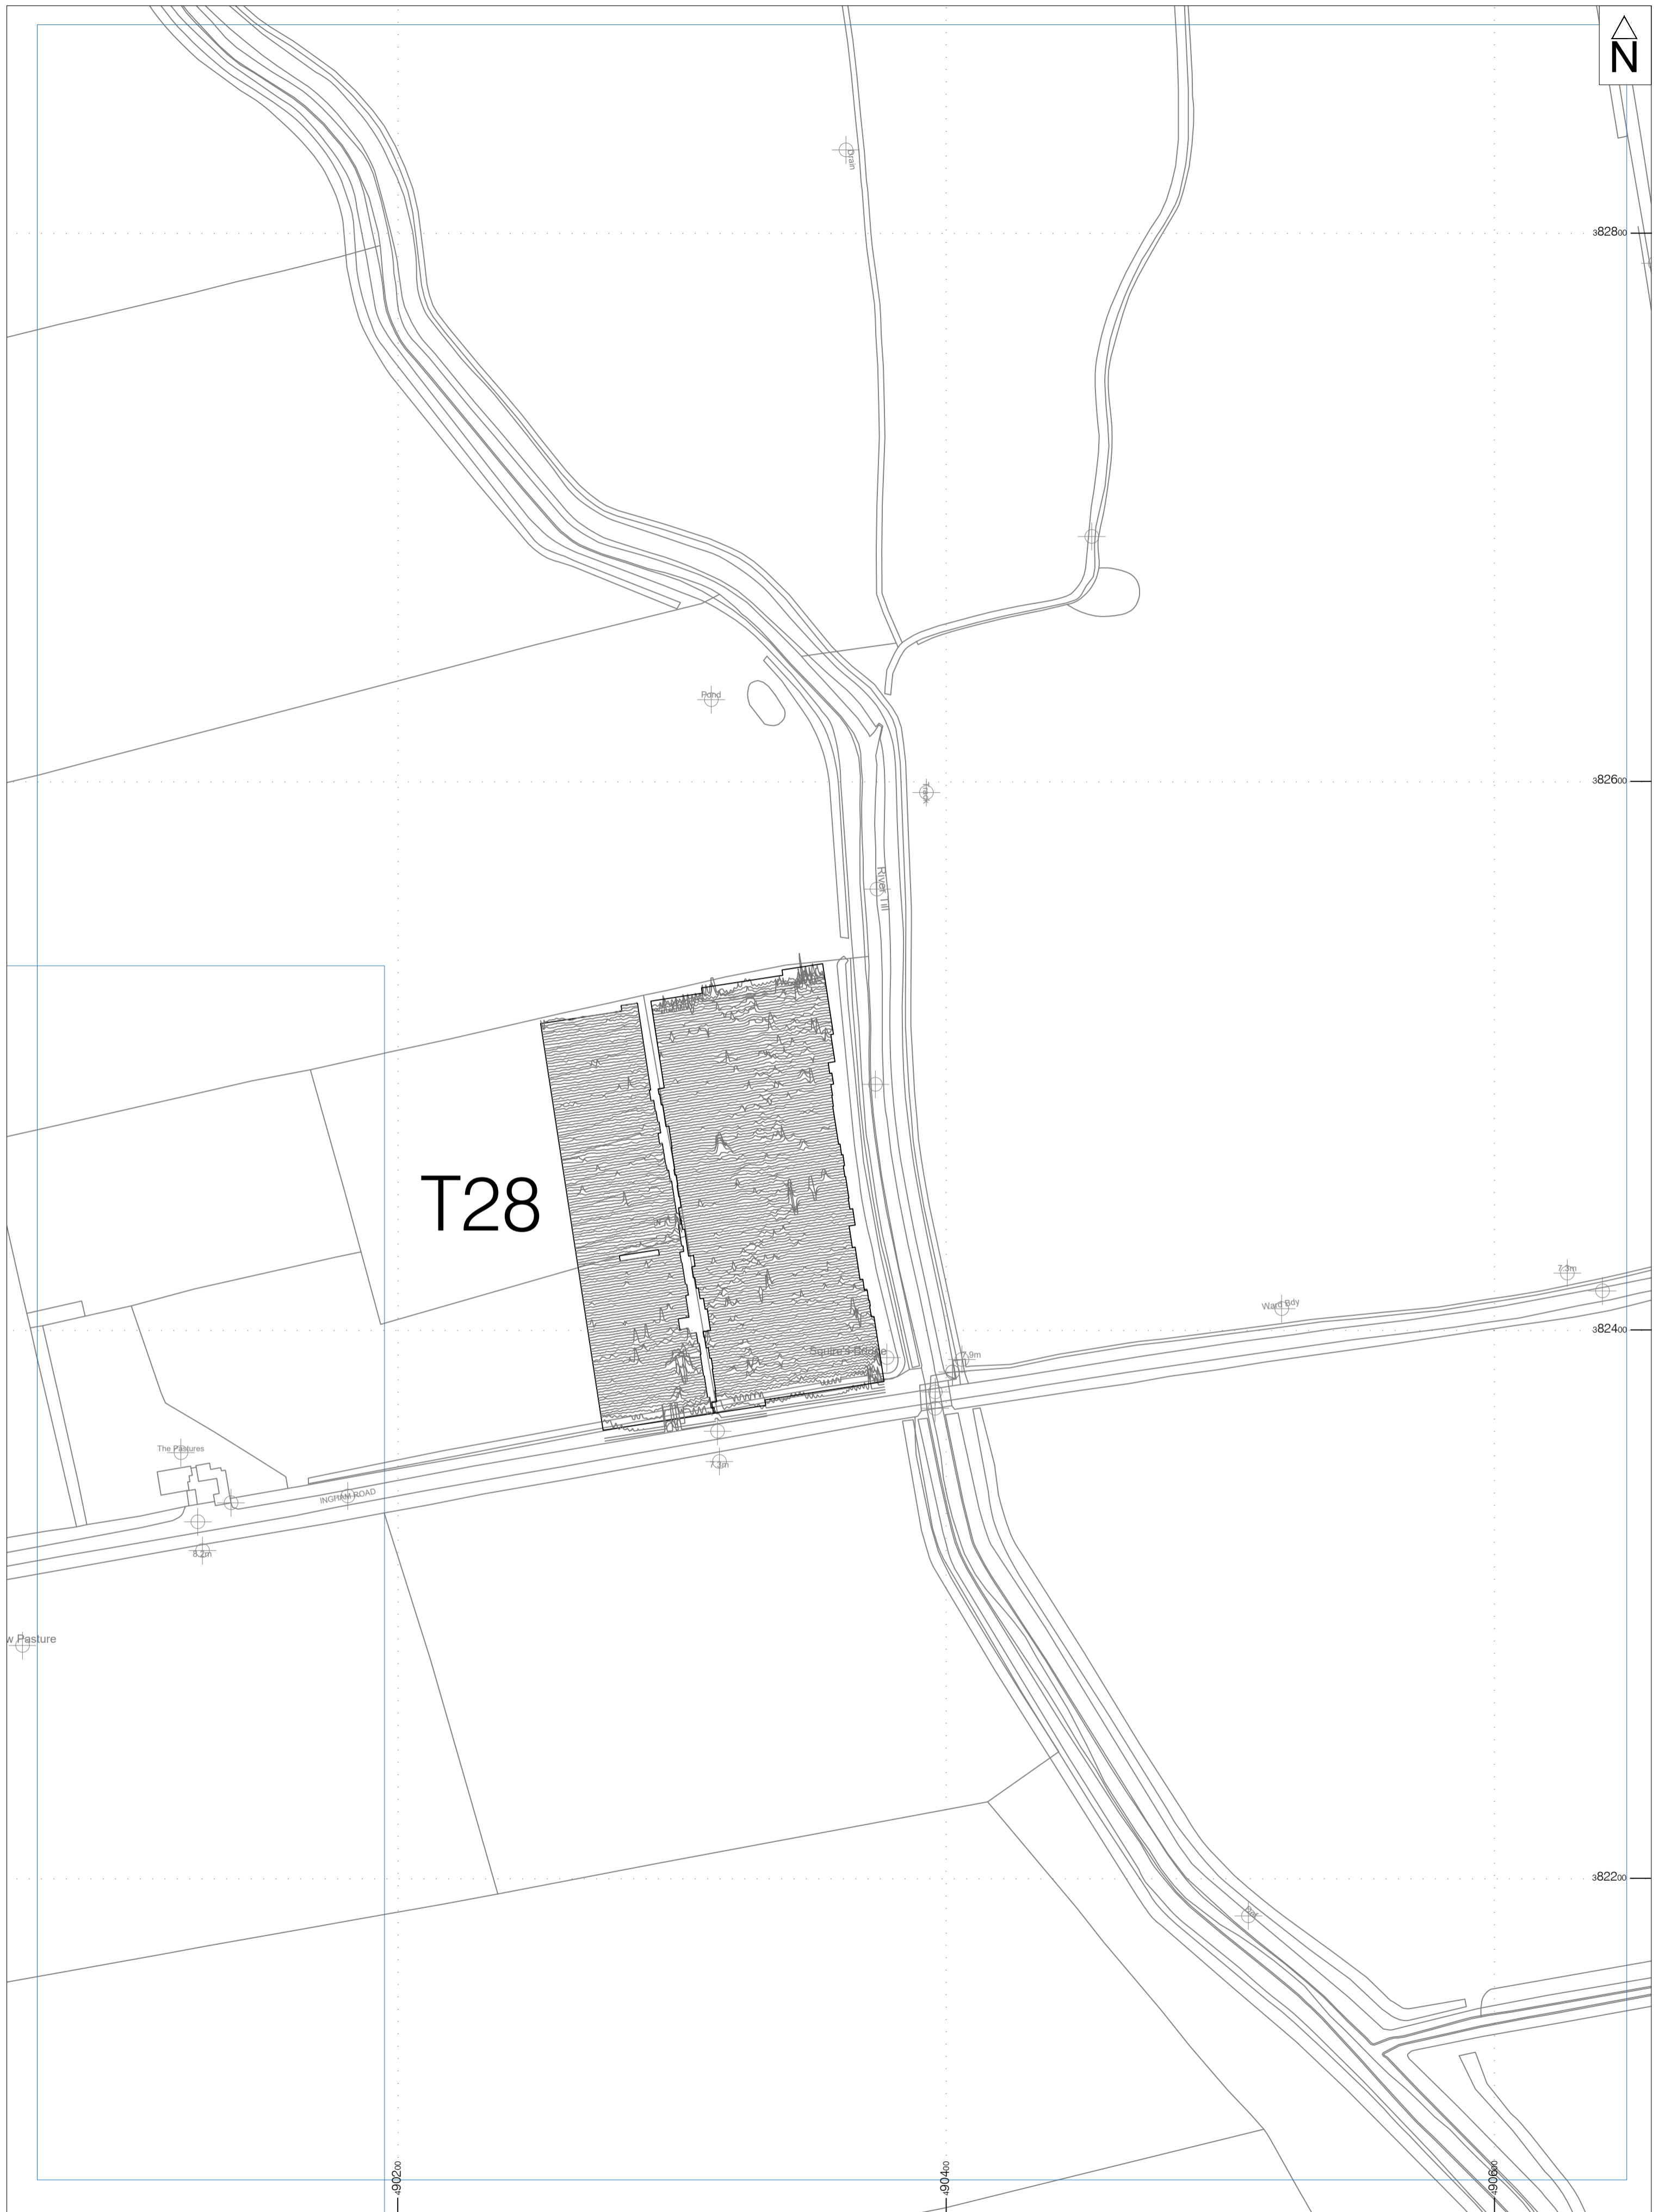 N
Drain
382800
Pond
Track
382600
River Till
T28
7.3m
Ward Bdy
382400
Squire's Bridge
7.9m
The Pastures
7.3m
INGRAM ROAD
8.2m
w Pasture
382200
490200
490400
490600